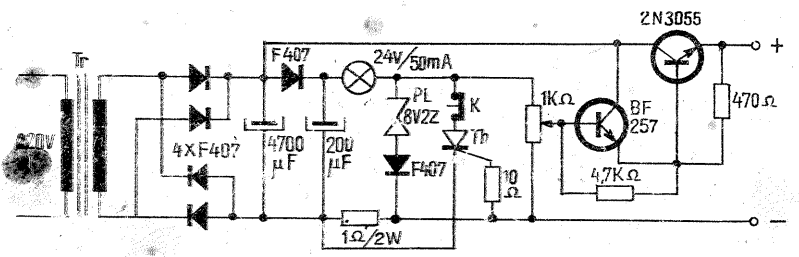 2N3055
Tr
F407
24V/50mA
+
PL
8V2Z
K
1KΩ
BF
257
470Ω
220V
4XF407
4700
μF
200
μF
Th
F407
10
Ω
4,7KΩ
1Ω/2W
−